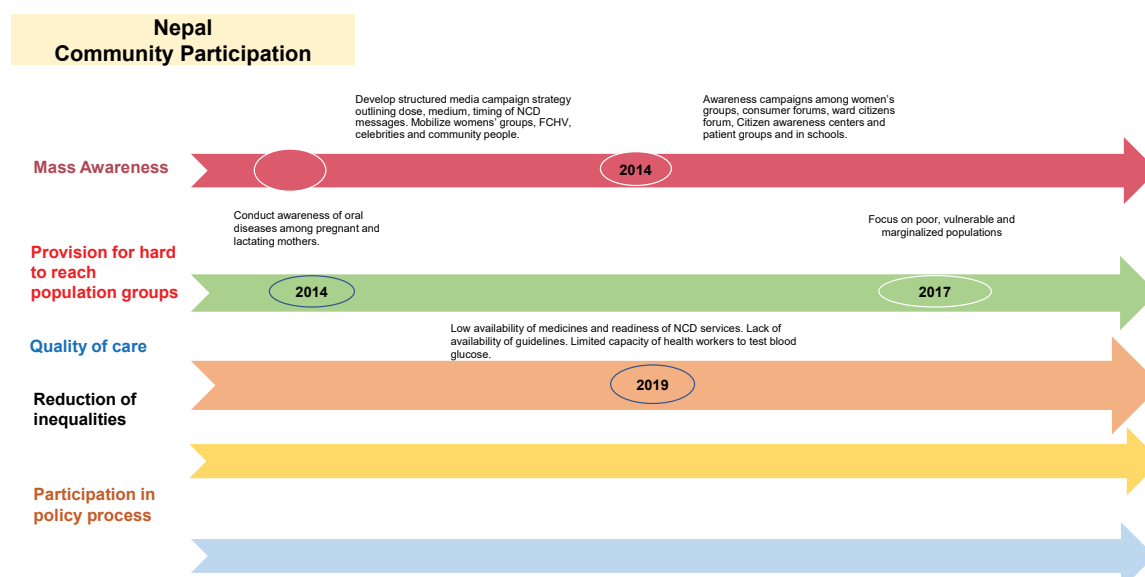 Nepal
Community Participation
Develop structured media campaign strategy
outlining dose, medium, timing of NCD
messages. Mobilize womens' groups, FCHV,
celebrities and community people.
Awareness campaigns among women's
groups, consumer forums, ward citizens
forum, Citizen awareness centers and
patient groups and in schools.
Mass Awareness
2014
Conduct awareness of oral
diseases among pregnant and
lactating mothers.
Focus on poor, vulnerable and
marginalized populations
Provision for hard
to reach
population groups
2014
2017
Quality of care
Low availability of medicines and readiness of NCD services. Lack of
availability of guidelines. Limited capacity of health workers to test blood
glucose.
2019
Reduction of
inequalities
Participation in
policy process